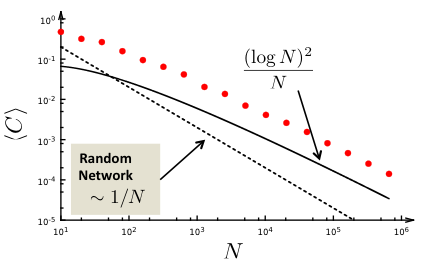 10⁰
10⁻¹
10⁻²
10⁻³
10⁻⁴
10⁻⁵
⟨C⟩
(log N)²
N
Random
Network
~ 1/N
10¹
10²
10³
10⁴
10⁵
10⁶
N